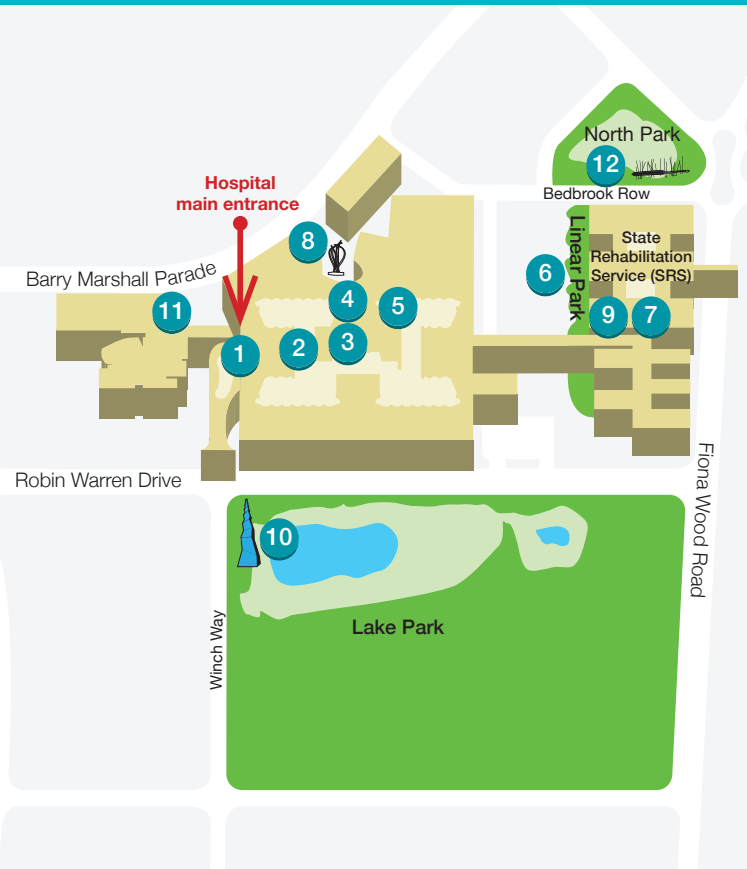 North Park
12
Bedbrook Row
Hospital
main entrance
8
Linear Park
State
Rehabilitation
Service (SRS)
6
Barry Marshall Parade
11
4
5
9
7
1
2
3
Robin Warren Drive
Fiona Wood Road
10
Lake Park
Winch Way